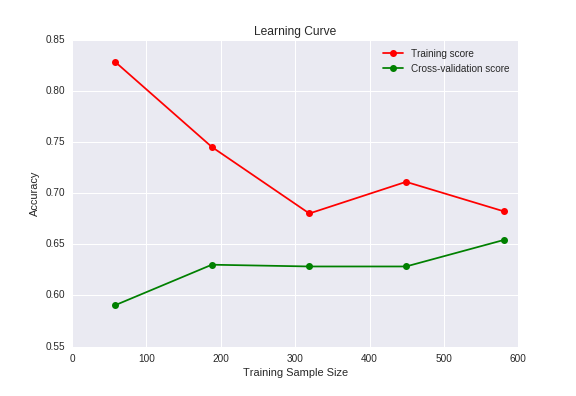 Learning Curve
0.85
0.80
0.75
0.70
0.65
0.60
0.55
Accuracy
Training score
Cross-validation score
0 100 200 300 400 500 600
Training Sample Size